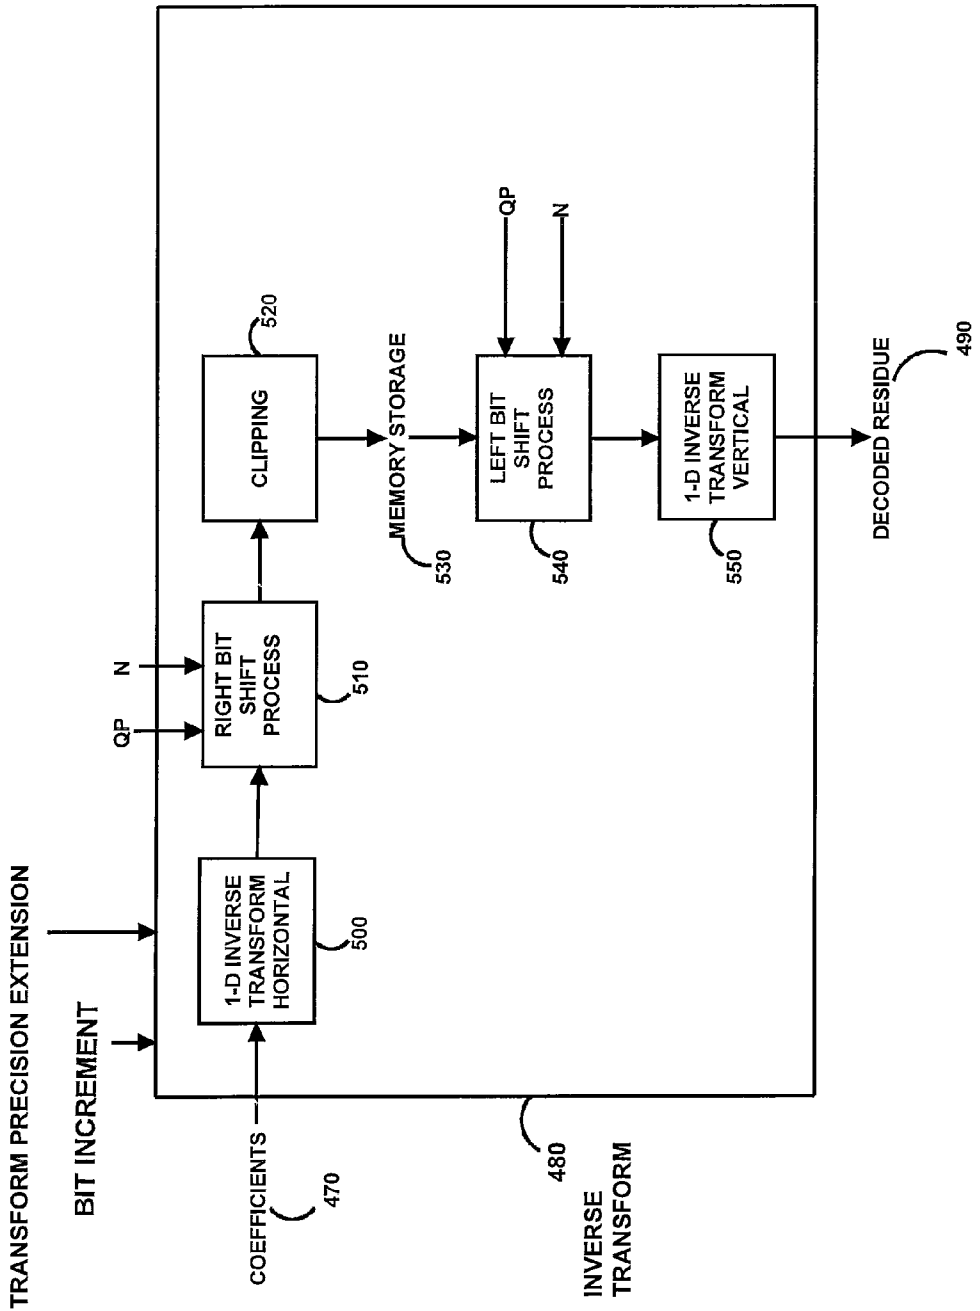 TRANSFORM PRECISION EXTENSION
BIT INCREMENT
COEFFICIENTS
470
1-D INVERSE
TRANSFORM
HORIZONTAL
500
QP
N
RIGHT BIT
SHIFT
PROCESS
510
CLIPPING
520
MEMORY STORAGE
530
LEFT BIT
SHIFT
PROCESS
540
QP
N
1-D INVERSE
TRANSFORM
VERTICAL
550
DECODED RESIDUE
490
480
INVERSE
TRANSFORM